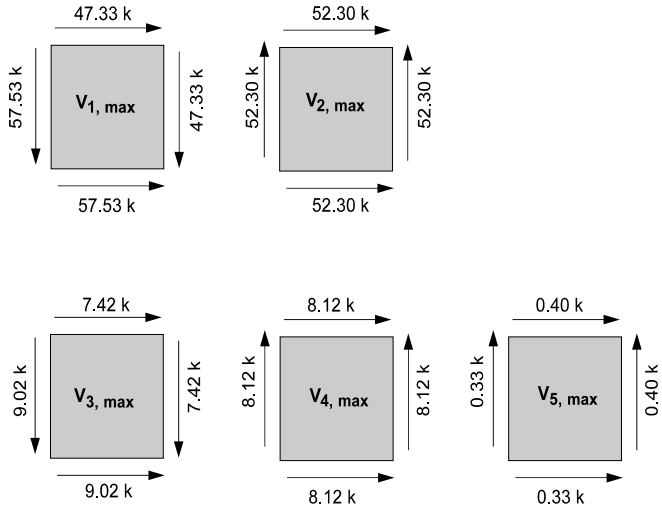 47.33 k
57.53 k
V1, max
47.33 k
57.53 k
52.30 k
52.30 k
V2, max
52.30 k
52.30 k
7.42 k
9.02 k
V3, max
7.42 k
9.02 k
8.12 k
8.12 k
V4, max
8.12 k
8.12 k
0.40 k
0.33 k
V5, max
0.40 k
0.33 k